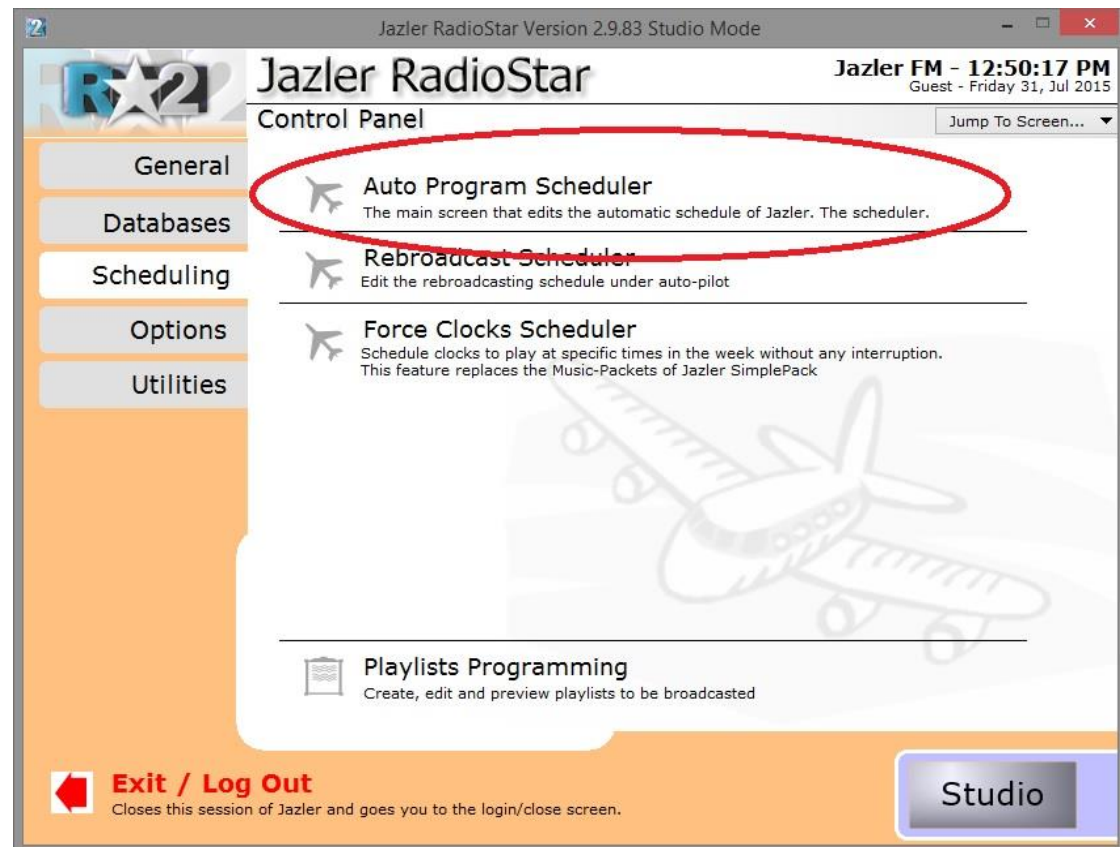 Jazler RadioStar Version 2.9.83 Studio Mode
R 2
Jazler RadioStar
Jazler FM - 12:50:17 PM
Guest - Friday 31, Jul 2015
Control Panel
Jump To Screen...
General
Databases
Scheduling
Options
Utilities
Auto Program Scheduler
The main screen that edits the automatic schedule of Jazler. The scheduler.
Rebroadcast Scheduler
Edit the rebroadcasting schedule under auto-pilot
Force Clocks Scheduler
Schedule clocks to play at specific times in the week without any interruption.
This feature replaces the Music-Packets of Jazler SimplePack
Playlists Programming
Create, edit and preview playlists to be broadcasted
Exit / Log Out
Closes this session of Jazler and goes you to the login/close screen.
Studio